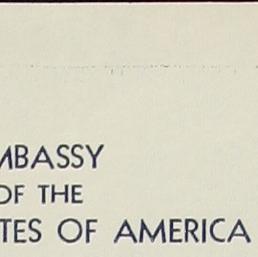 MBASSY
OF THE
TES OF AMERICA